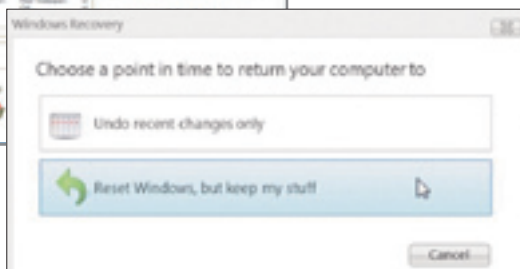 Windows Recovery
Choose a point in time to return your computer to
Undo recent changes only
Reset Windows, but keep my stuff
Cancel